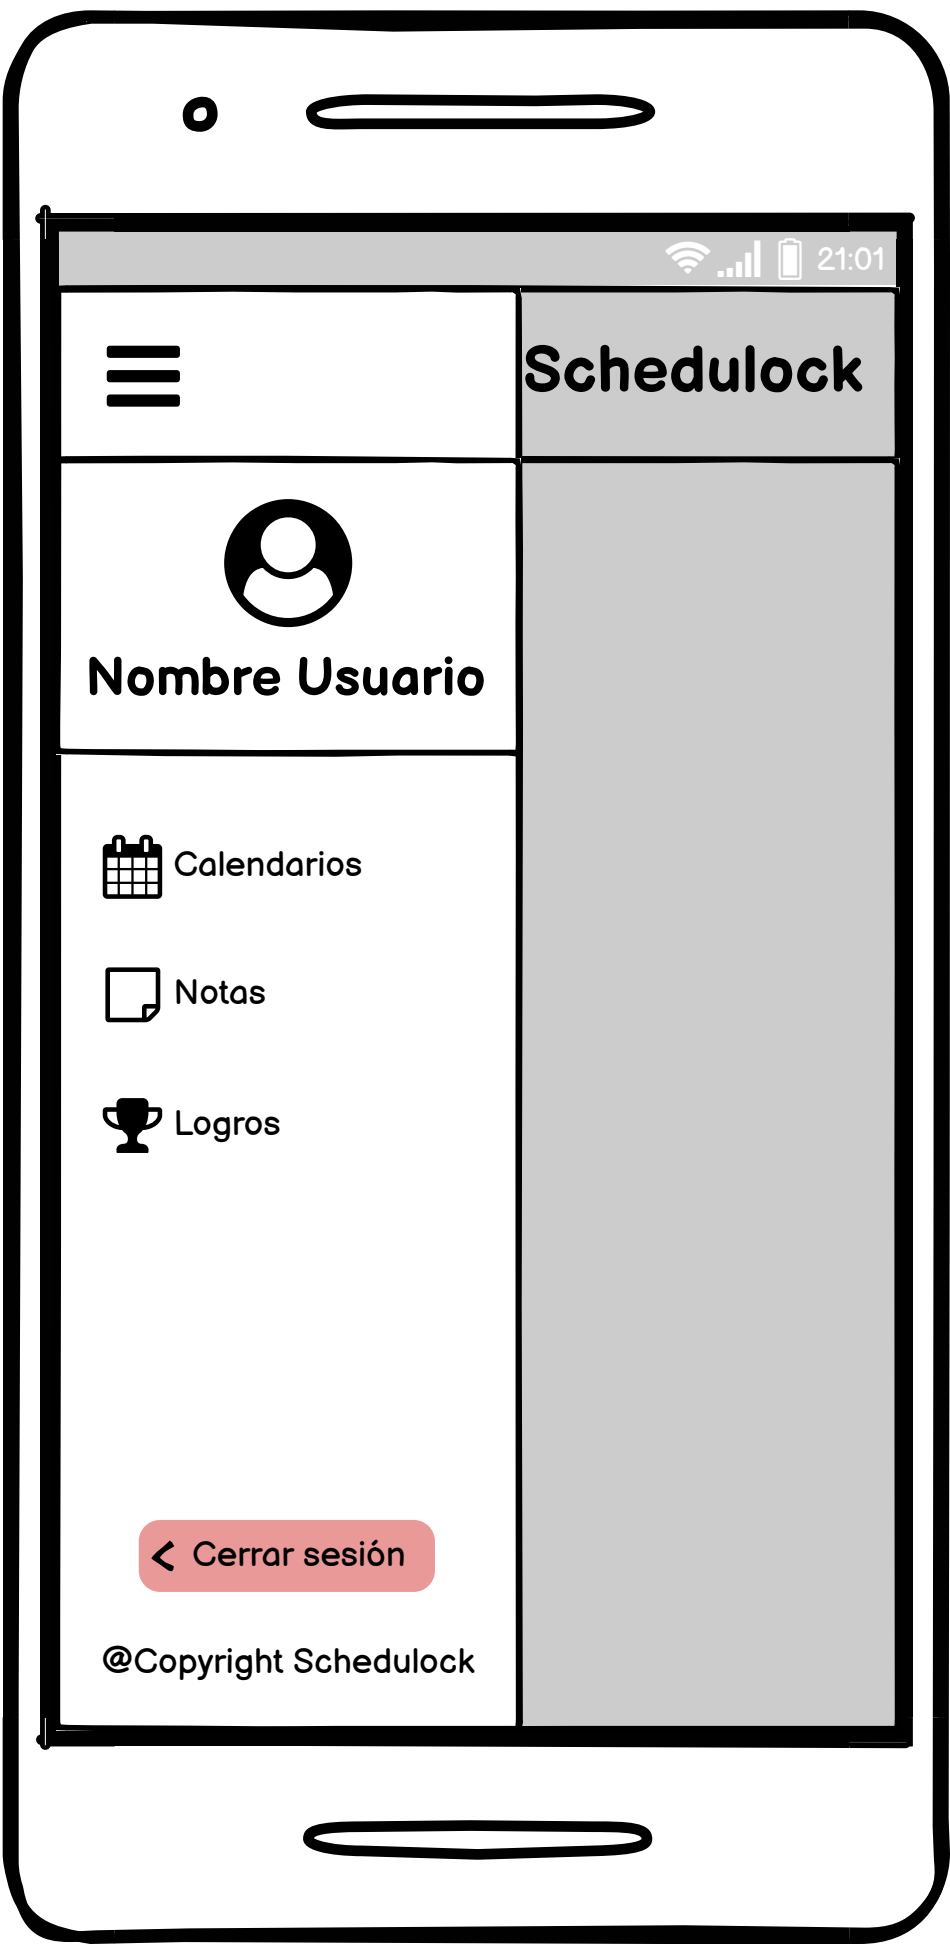 21:01
Schedulock
Nombre Usuario
Calendarios
Notas
Logros
Cerrar sesión
@Copyright Schedulock